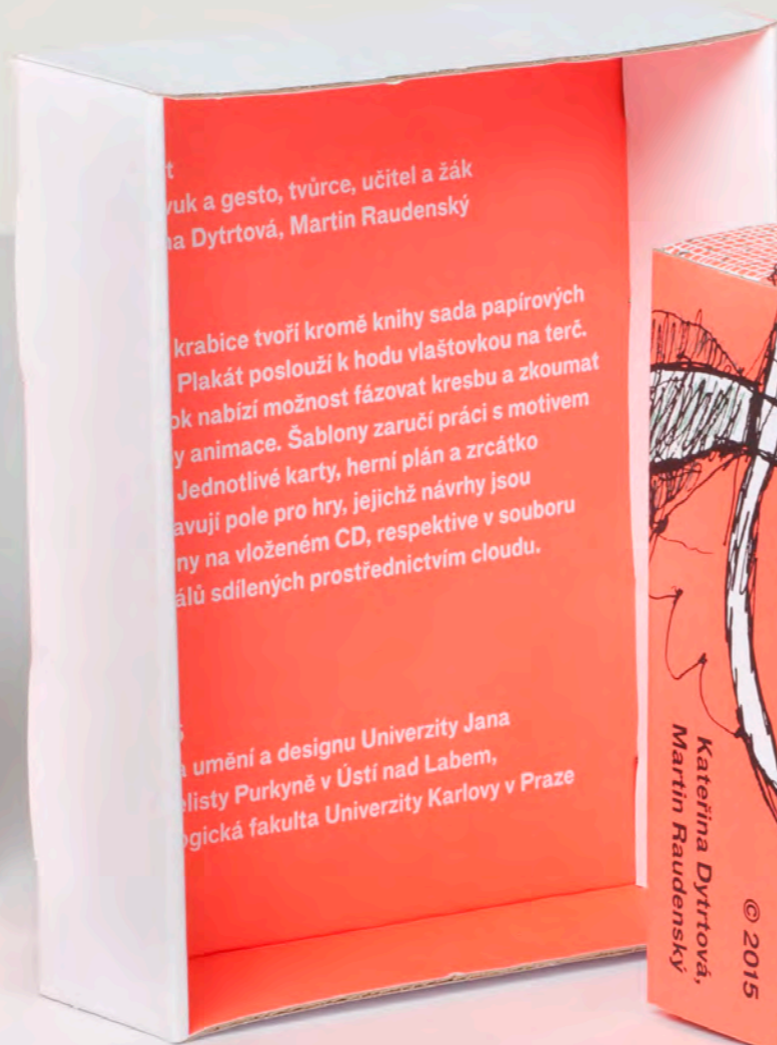 t
vuk a gesto, tvůrce, učitel a žák
na Dytrtová, Martin Raudenský
krabice tvoří kromě knihy sada papírových
Plakát poslouží k hodu vlaštovkou na terč.
ok nabízí možnost fázovat kresbu a zkoumat
y animace. Šablony zaručí práci s motivem
Jednotlivé karty, herní plán a zrcátko
avují pole pro hry, jejichž návrhy jsou
ny na vloženém CD, respektive v souboru
álů sdílených prostřednictvím cloudu.
a umění a designu Univerzity Jana
elisty Purkyně v Ústí nad Labem,
ogická fakulta Univerzity Karlovy v Praze
Kateřina Dytrtová,
Martin Raudenský
© 2015